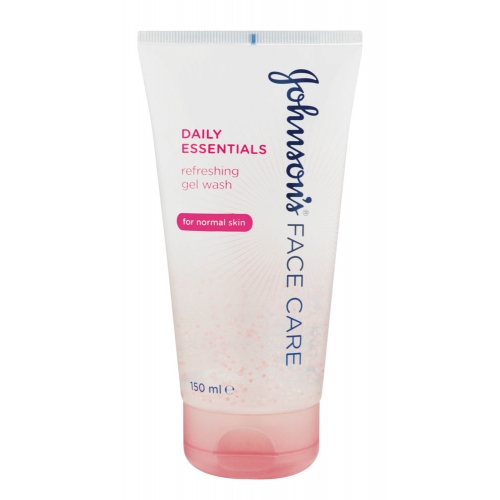 DAILY
ESSENTIALS
refreshing
gel wash
for normal skin
Johnson's® FACE CARE
150 ml ℮